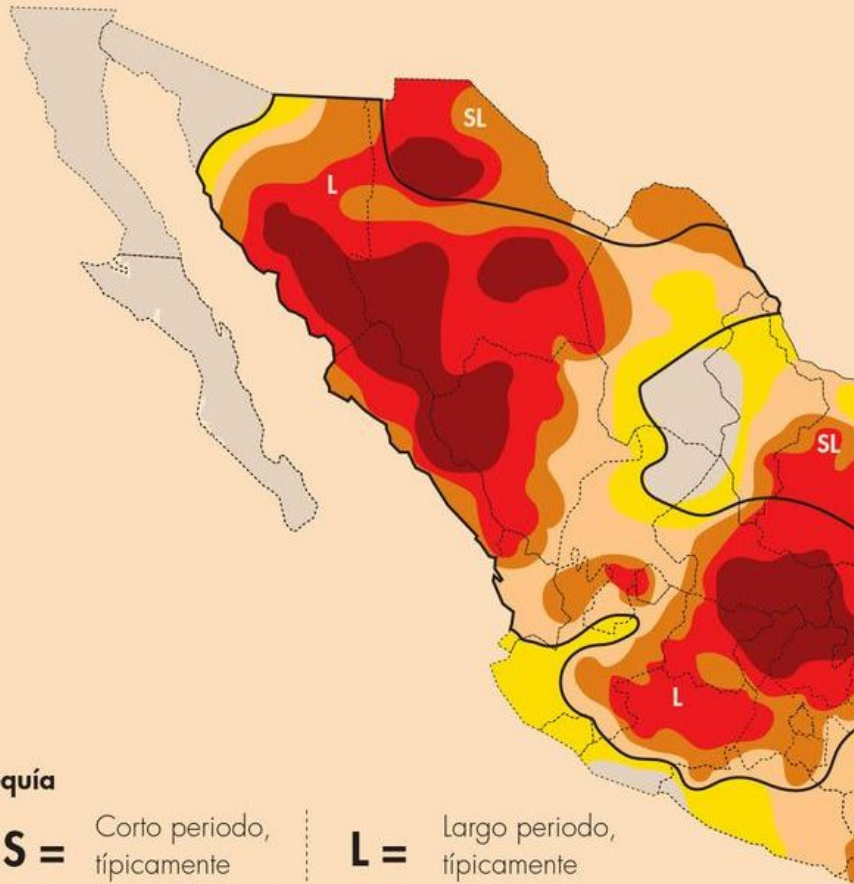 SL
L
SL
L
quía
S = Corto periodo,
típicamente
L = Largo periodo,
típicamente